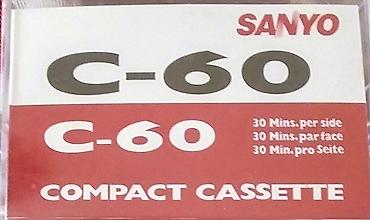 SANYO
C-60
C-60
30 Mins. per side
30 Mins. par face
30 Min. pro Seite
COMPACT CASSETTE